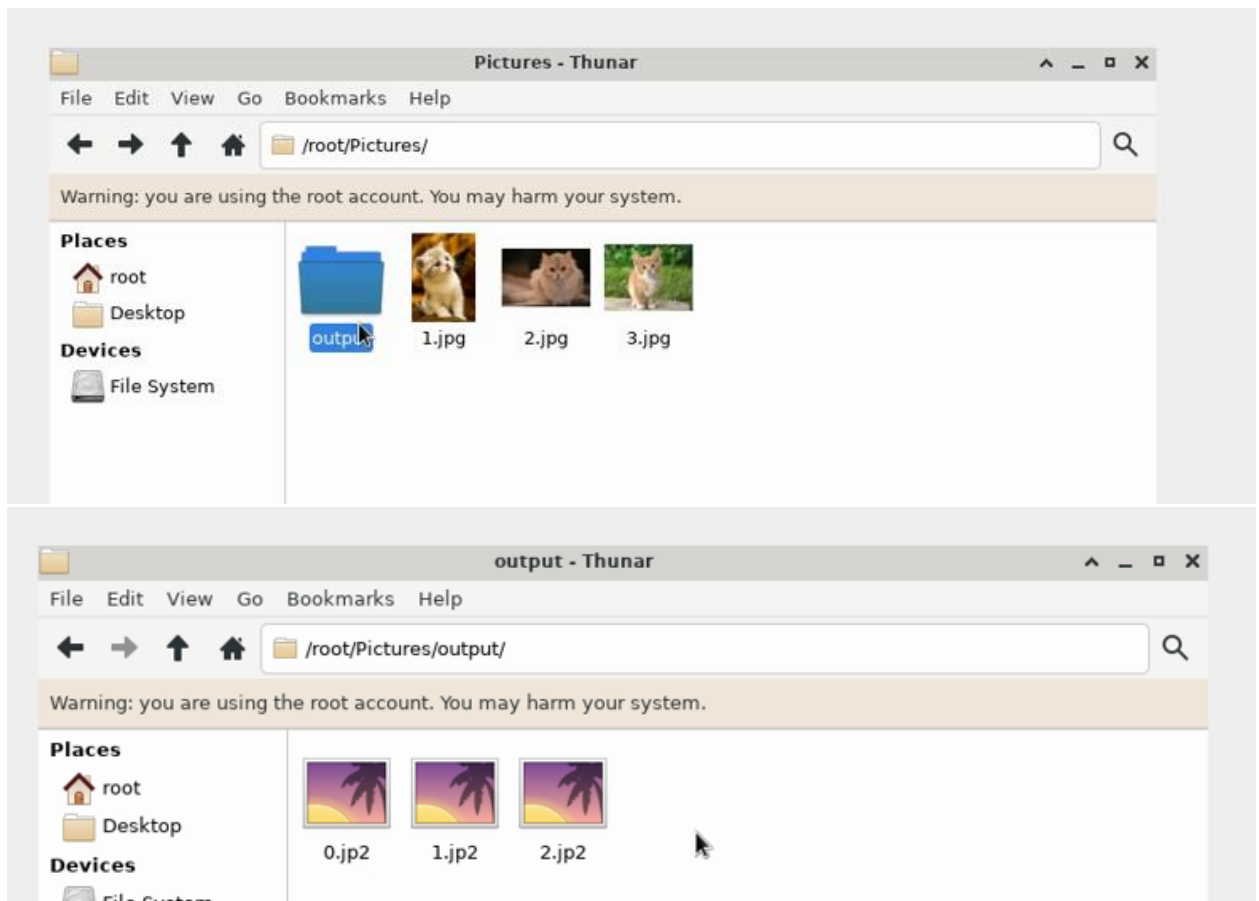 Pictures - Thunar
File Edit View Go Bookmarks Help
/root/Pictures/
Warning: you are using the root account. You may harm your system.
Places
root
Desktop
Devices
File System
output 1.jpg 2.jpg 3.jpg
output - Thunar
File Edit View Go Bookmarks Help
/root/Pictures/output/
Warning: you are using the root account. You may harm your system.
Places
root
Desktop
Devices
File System
0.jp2 1.jp2 2.jp2